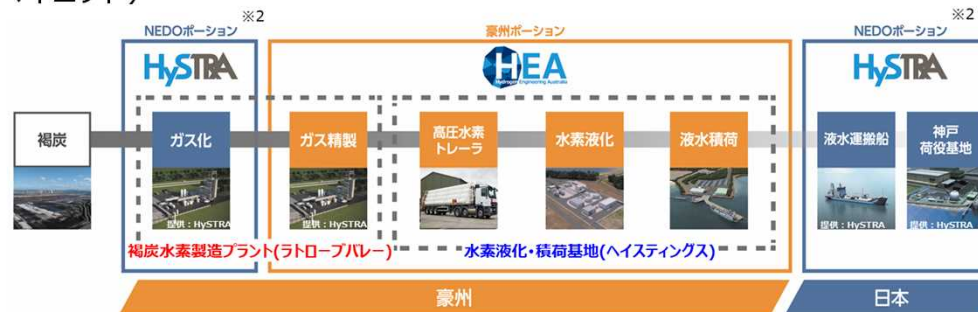 ※2
NEDOポーション
豪州ポーション
※2
NEDOポーション
HySTRA
HEA
Hydrogen Engineering Australia
HySTRA
褐炭
ガス化
ガス精製
高圧水素
トレーラ
水素液化
液水積荷
液水運搬船
神戸
荷役基地
提供：HySTRA
提供：HySTRA
提供：HySTRA
提供：HySTRA
褐炭水素製造プラント(ラトローブバレー)
水素液化・積荷基地(ヘイスティングス)
豪州
日本